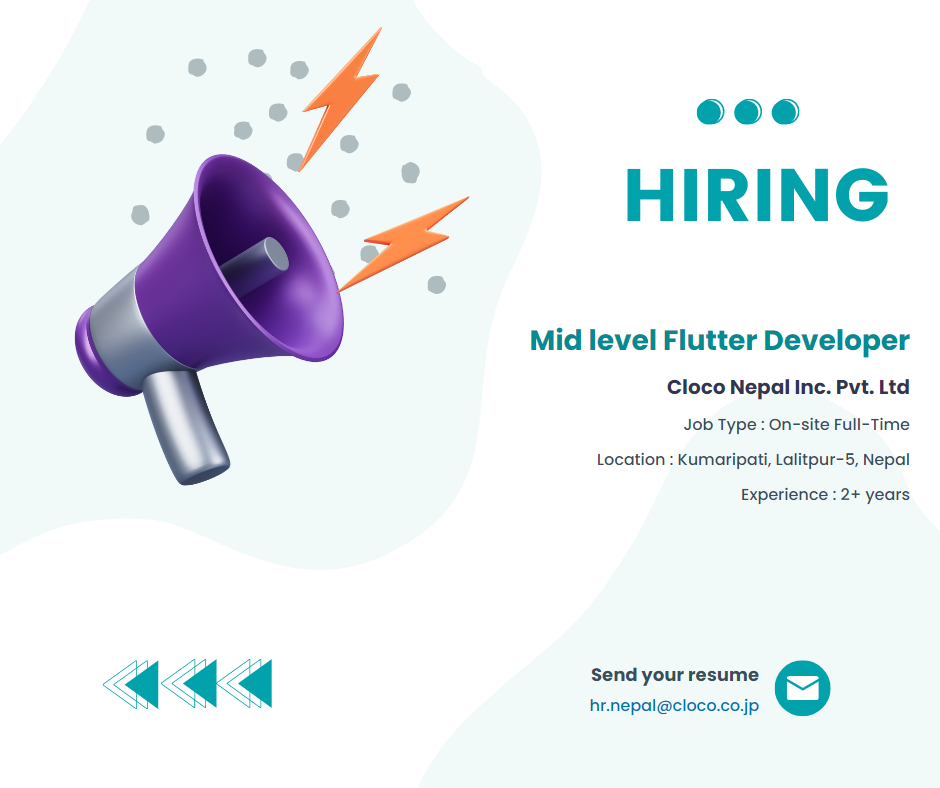 HIRING
Mid level Flutter Developer
Cloco Nepal Inc. Pvt. Ltd
Job Type : On-site Full-Time
Location : Kumaripati, Lalitpur-5, Nepal
Experience : 2+ years
Send your resume
hr.nepal@cloco.co.jp